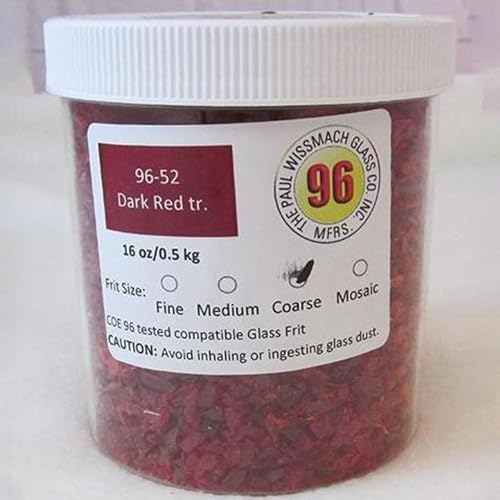 96-52
Dark Red tr.
THE PAUL WISSMACH GLASS CO. INC.
96
MFRS.
16 oz/0.5 kg
Frit Size:
Fine Medium Coarse Mosaic
COE 96 tested compatible Glass Frit
CAUTION: Avoid inhaling or ingesting glass dust.